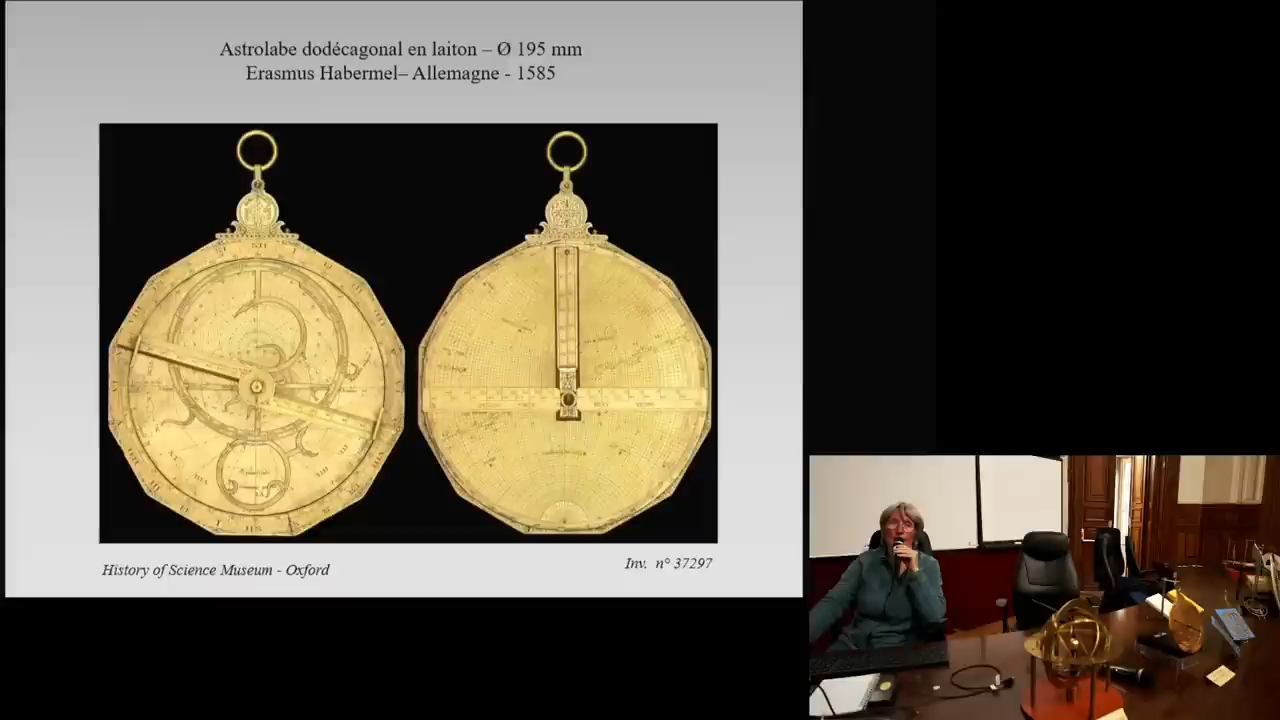 Astrolabe dodécagonal en laiton – Ø 195 mm
Erasmus Habermel– Allemagne - 1585
History of Science Museum - Oxford
Inv. n° 37297